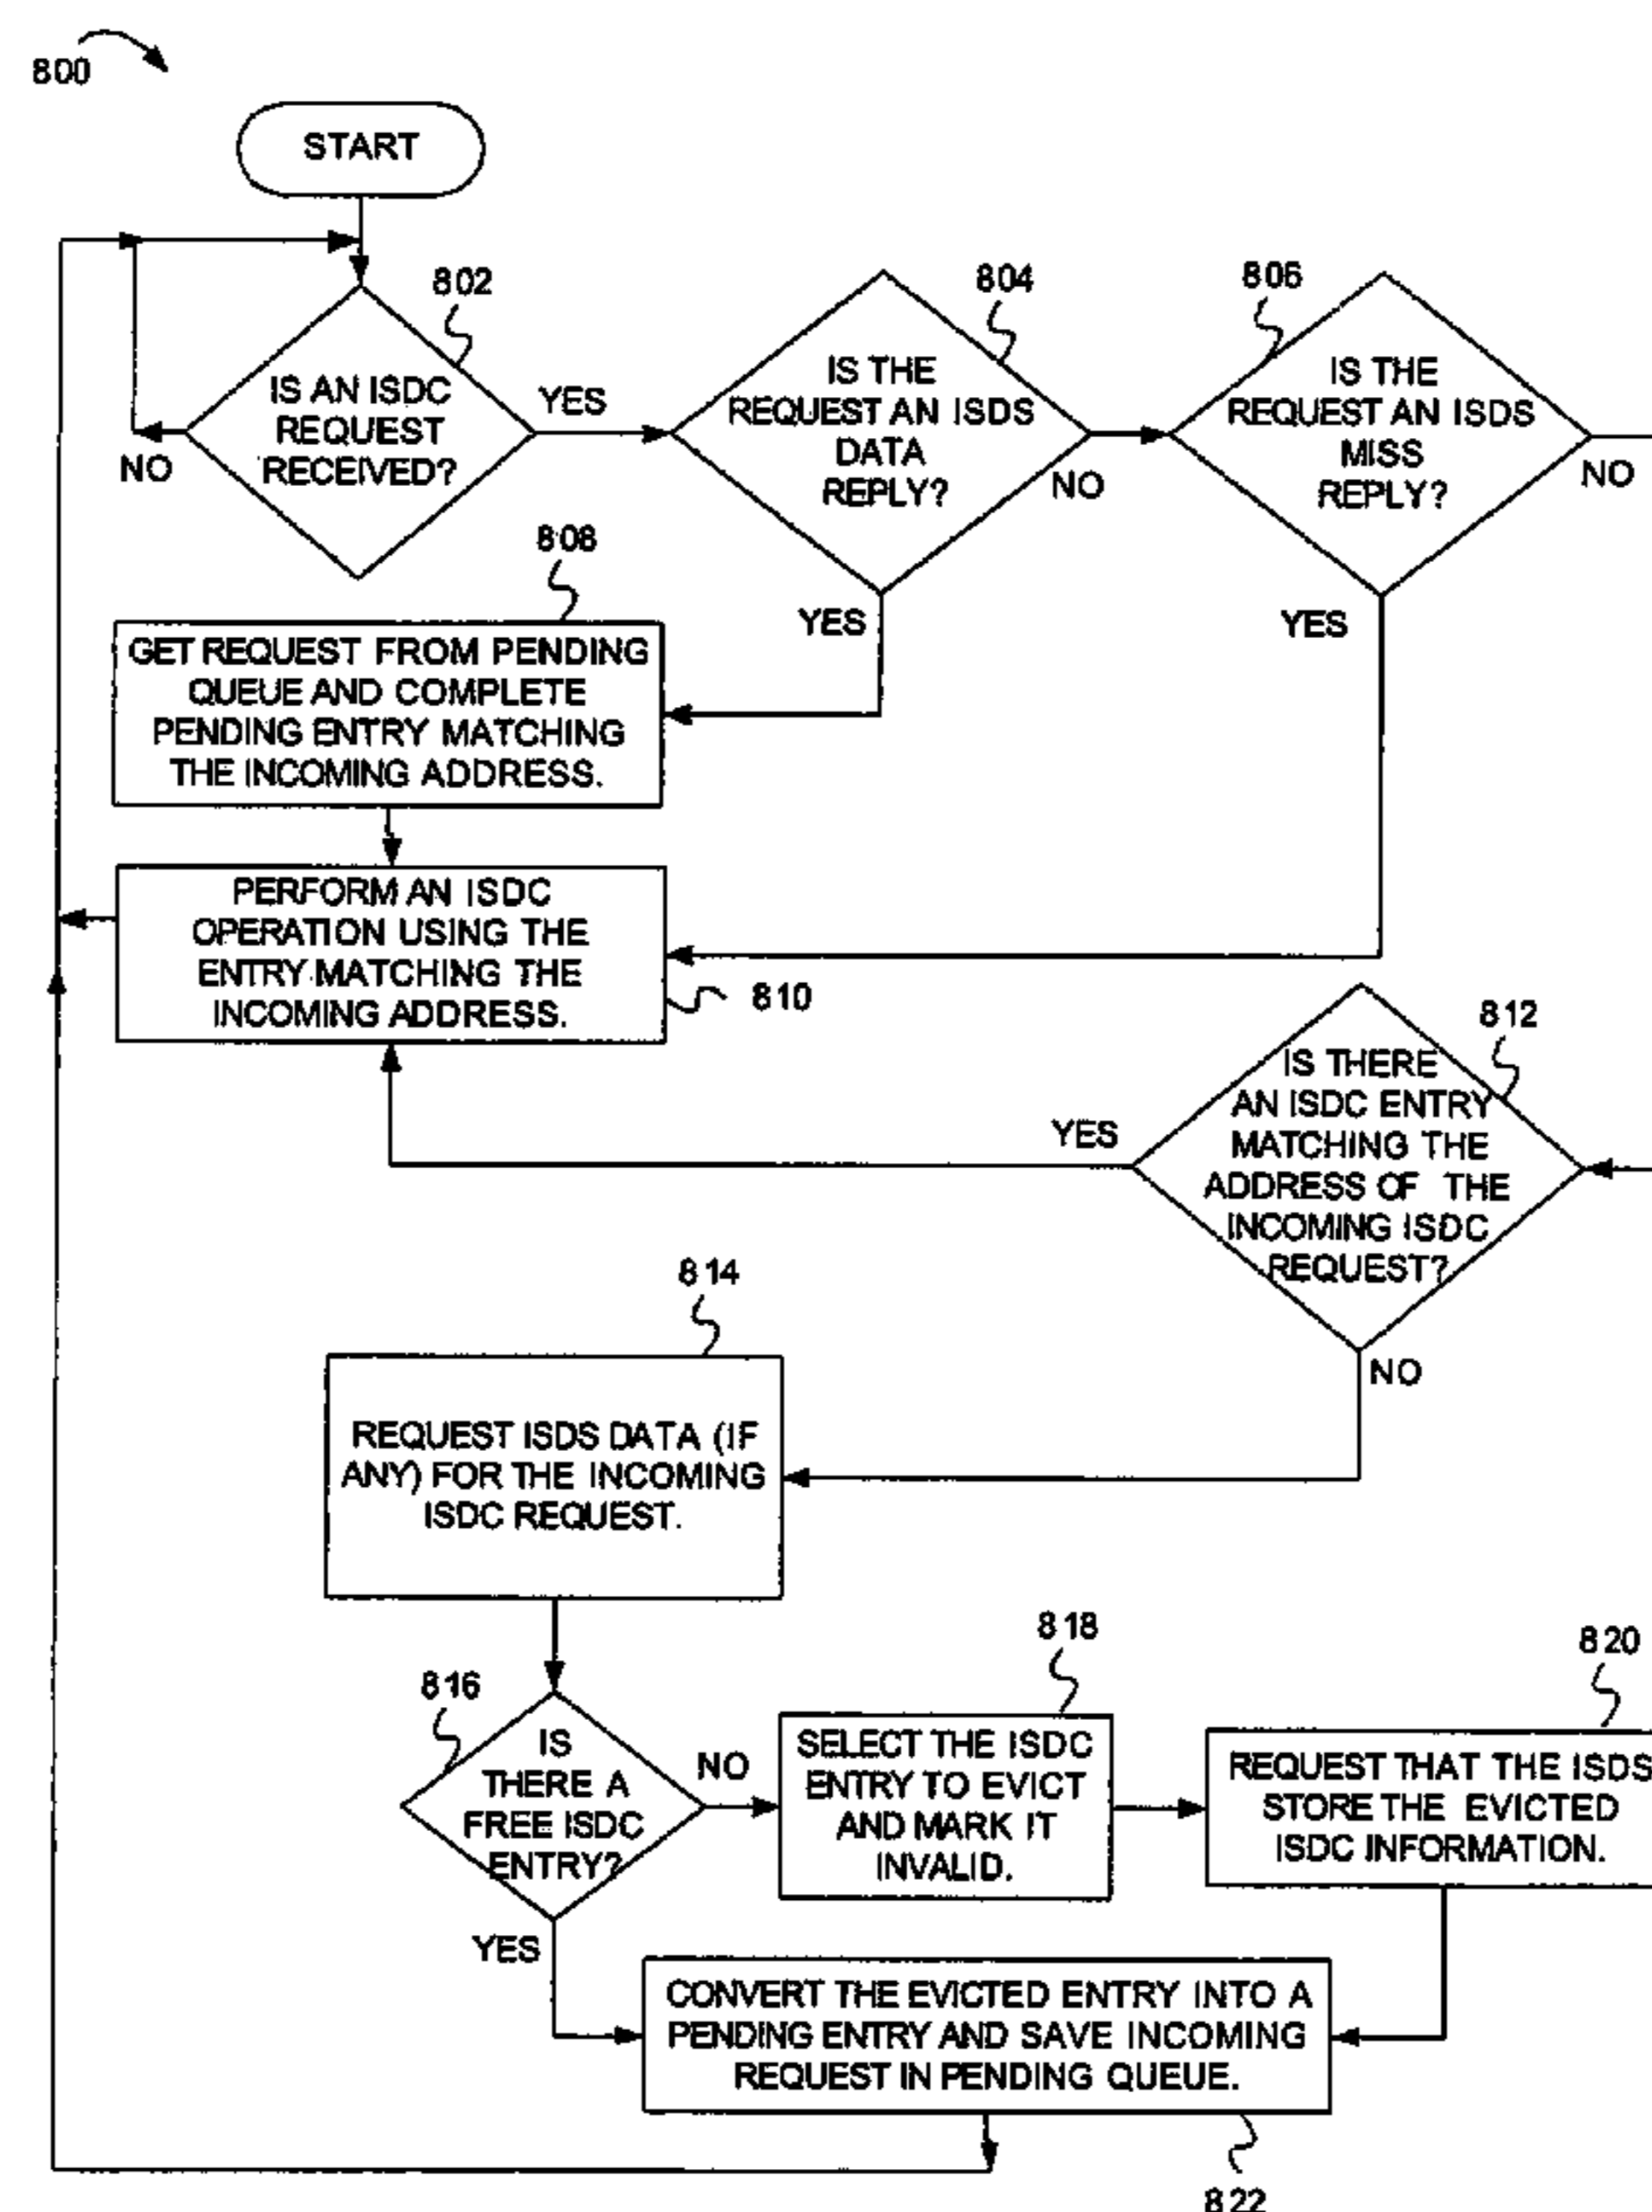 800
START
802
IS AN ISDC
REQUEST
RECEIVED?
YES
NO
804
IS THE
REQUEST AN ISDS
DATA
REPLY?
NO
YES
806
IS THE
REQUEST AN ISDS
MISS
REPLY?
NO
YES
808
GET REQUEST FROM PENDING
QUEUE AND COMPLETE
PENDING ENTRY MATCHING
THE INCOMING ADDRESS.
PERFORM AN ISDC
OPERATION USING THE
ENTRY MATCHING THE
INCOMING ADDRESS.
810
812
IS THERE
AN ISDC ENTRY
MATCHING THE
ADDRESS OF THE
INCOMING ISDC
REQUEST?
YES
NO
814
REQUEST ISDS DATA (IF
ANY) FOR THE INCOMING
ISDC REQUEST.
816
IS
THERE A
FREE ISDC
ENTRY?
NO
YES
818
SELECT THE ISDC
ENTRY TO EVICT
AND MARK IT
INVALID.
820
REQUEST THAT THE ISDS
STORE THE EVICTED
ISDC INFORMATION.
CONVERT THE EVICTED ENTRY INTO A
PENDING ENTRY AND SAVE INCOMING
REQUEST IN PENDING QUEUE.
822